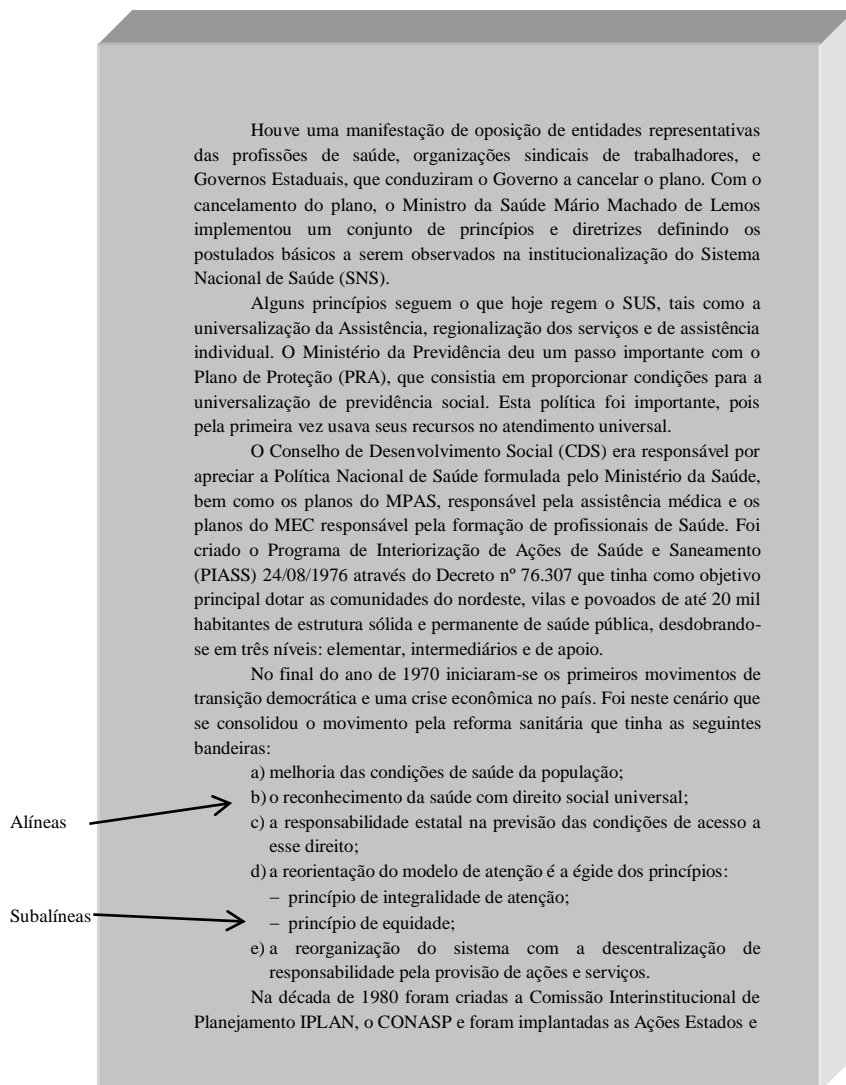 Houve uma manifestação de oposição de entidades representativas
das profissões de saúde, organizações sindicais de trabalhadores, e
Governos Estaduais, que conduziram o Governo a cancelar o plano. Com o
cancelamento do plano, o Ministro da Saúde Mário Machado de Lemos
implementou um conjunto de princípios e diretrizes definindo os
postulados básicos a serem observados na institucionalização do Sistema
Nacional de Saúde (SNS).
Alguns princípios seguem o que hoje regem o SUS, tais como a
universalização da Assistência, regionalização dos serviços e de assistência
individual. O Ministério da Previdência deu um passo importante com o
Plano de Proteção (PRA), que consistia em proporcionar condições para a
universalização de previdência social. Esta política foi importante, pois
pela primeira vez usava seus recursos no atendimento universal.
O Conselho de Desenvolvimento Social (CDS) era responsável por
apreciar a Política Nacional de Saúde formulada pelo Ministério da Saúde,
bem como os planos do MPAS, responsável pela assistência médica e os
planos do MEC responsável pela formação de profissionais de Saúde. Foi
criado o Programa de Interiorização de Ações de Saúde e Saneamento
(PIASS) 24/08/1976 através do Decreto nº 76.307 que tinha como objetivo
principal dotar as comunidades do nordeste, vilas e povoados de até 20 mil
habitantes de estrutura sólida e permanente de saúde pública, desdobrando-
se em três níveis: elementar, intermediários e de apoio.
No final do ano de 1970 iniciaram-se os primeiros movimentos de
transição democrática e uma crise econômica no país. Foi neste cenário que
se consolidou o movimento pela reforma sanitária que tinha as seguintes
bandeiras:
a) melhoria das condições de saúde da população;
b) o reconhecimento da saúde com direito social universal;
Alíneas
c) a responsabilidade estatal na previsão das condições de acesso a
esse direito;
d) a reorientação do modelo de atenção é a égide dos princípios:
– princípio de integralidade de atenção;
Subalíneas
– princípio de equidade;
e) a reorganização do sistema com a descentralização de
responsabilidade pela provisão de ações e serviços.
Na década de 1980 foram criadas a Comissão Interinstitucional de
Planejamento IPLAN, o CONASP e foram implantadas as Ações Estados e